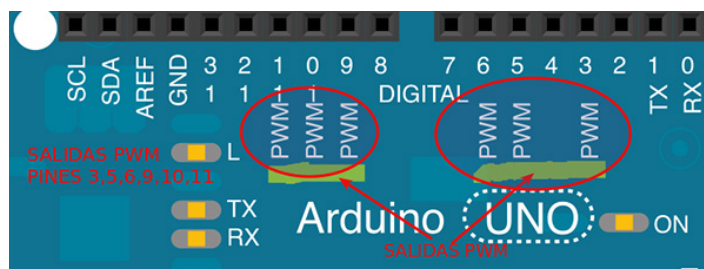 SCL SDA AREF GND 13 12 11 10 9 8 7 6 5 4 3 2 1 0
DIGITAL
PWM PWM PWM PWM PWM PWM TX RX
SALIDAS PWM
PINES 3,5,6,9,10,11
L
TX
RX
Arduino UNO
ON
SALIDAS PWM